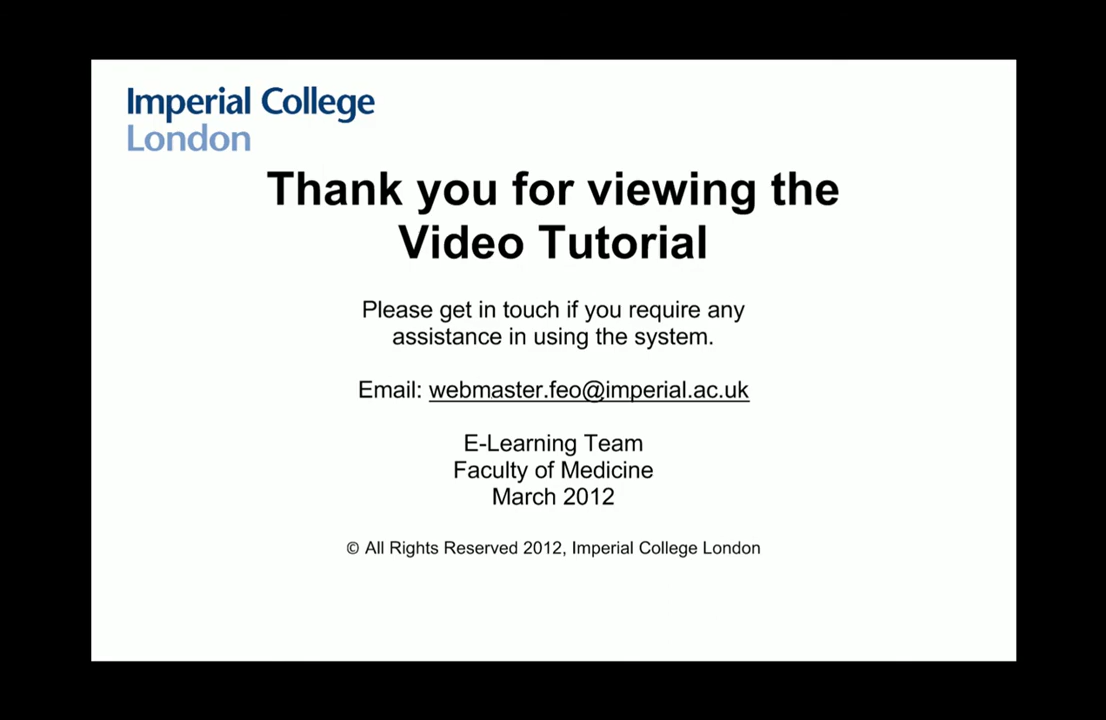 Imperial College
London
Thank you for viewing the
Video Tutorial
Please get in touch if you require any
assistance in using the system.
Email: webmaster.feo@imperial.ac.uk
E-Learning Team
Faculty of Medicine
March 2012
© All Rights Reserved 2012, Imperial College London